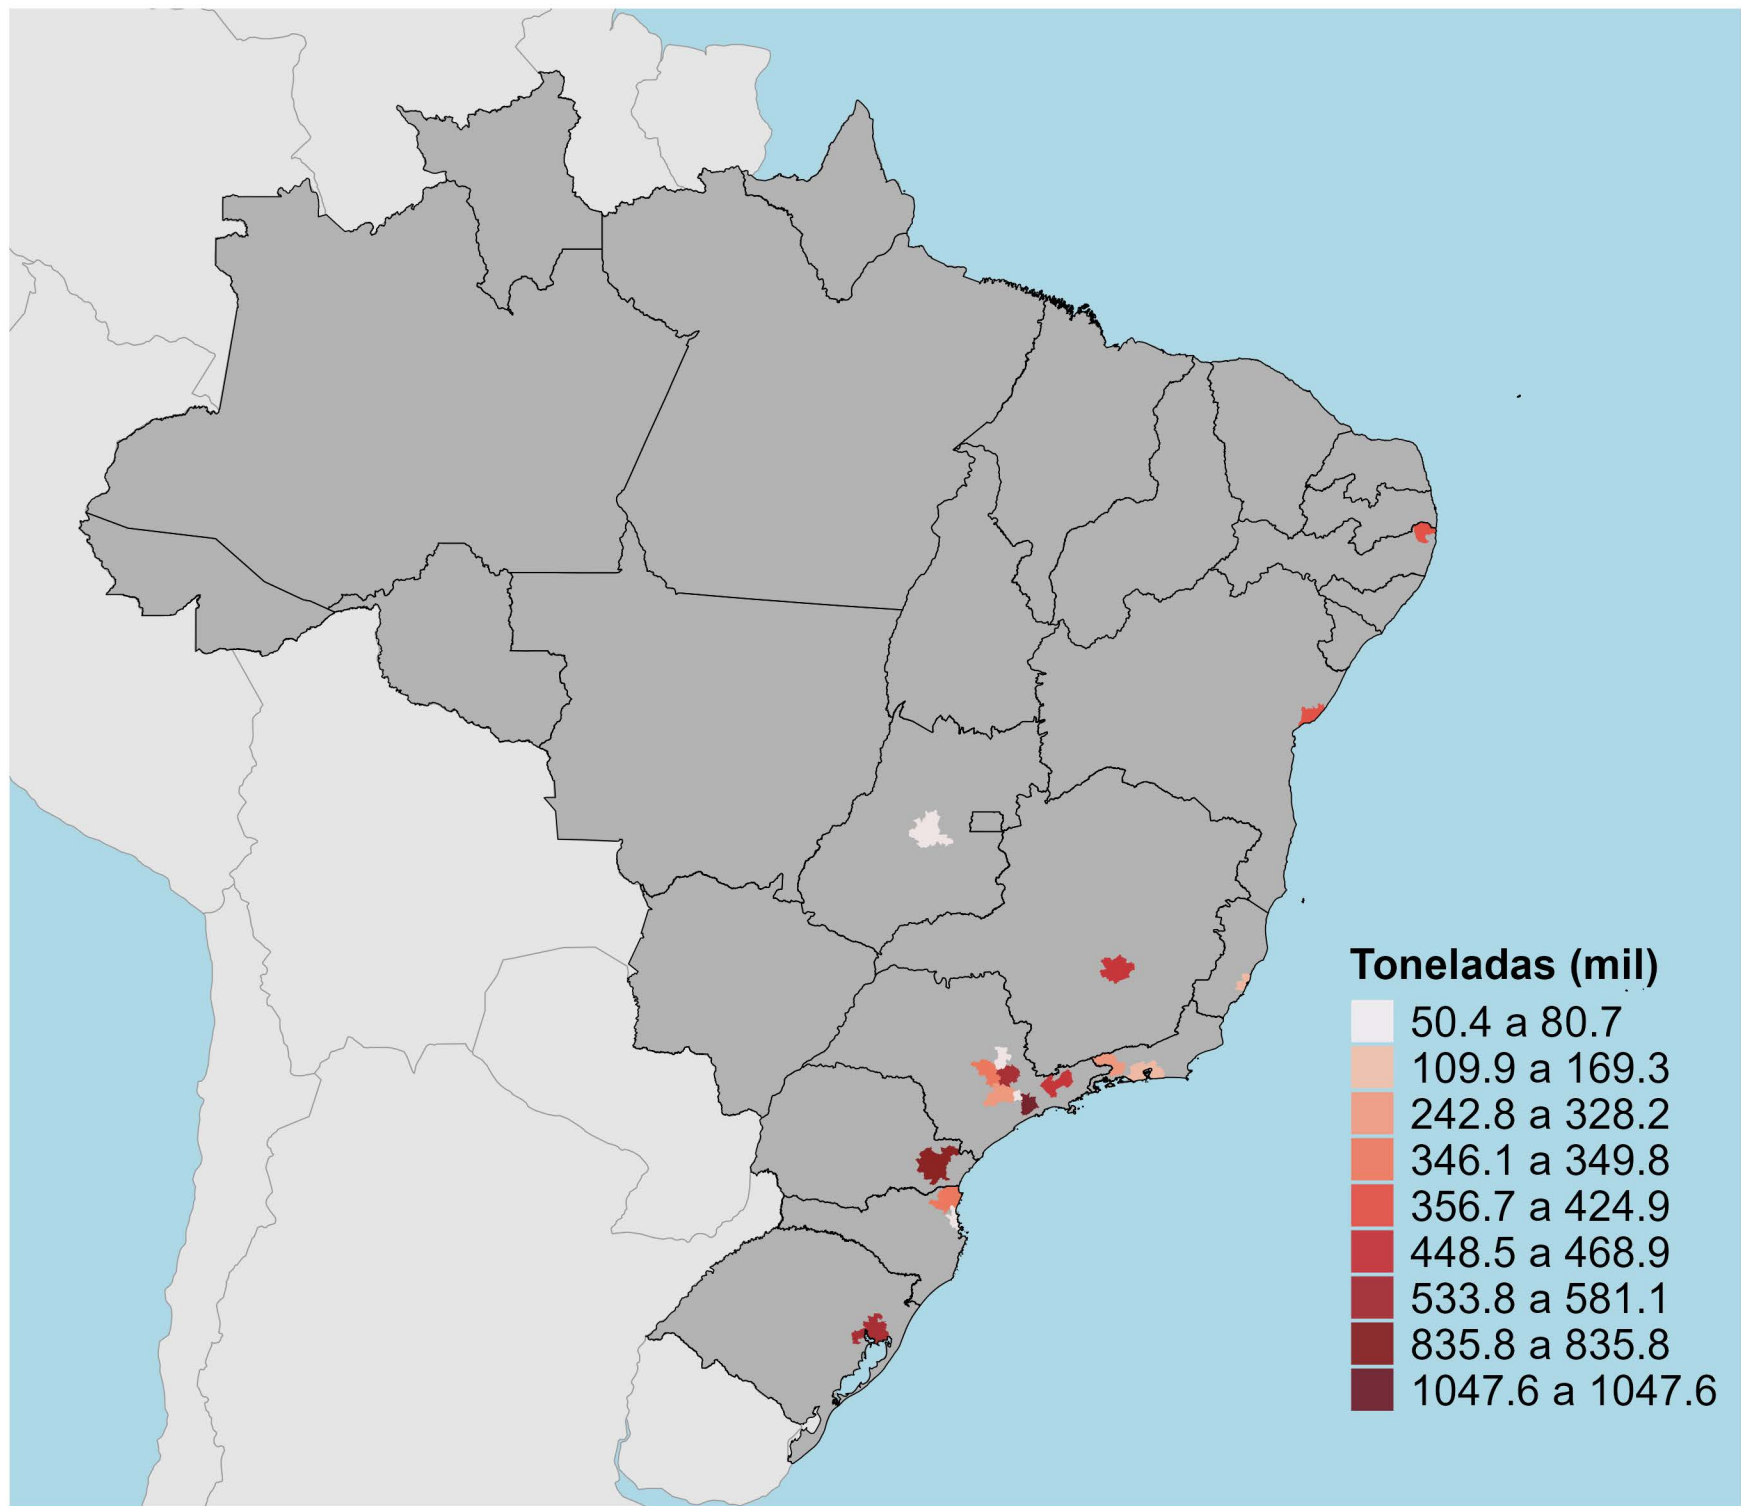 Toneladas (mil)
50.4 a 80.7
109.9 a 169.3
242.8 a 328.2
346.1 a 349.8
356.7 a 424.9
448.5 a 468.9
533.8 a 581.1
835.8 a 835.8
1047.6 a 1047.6